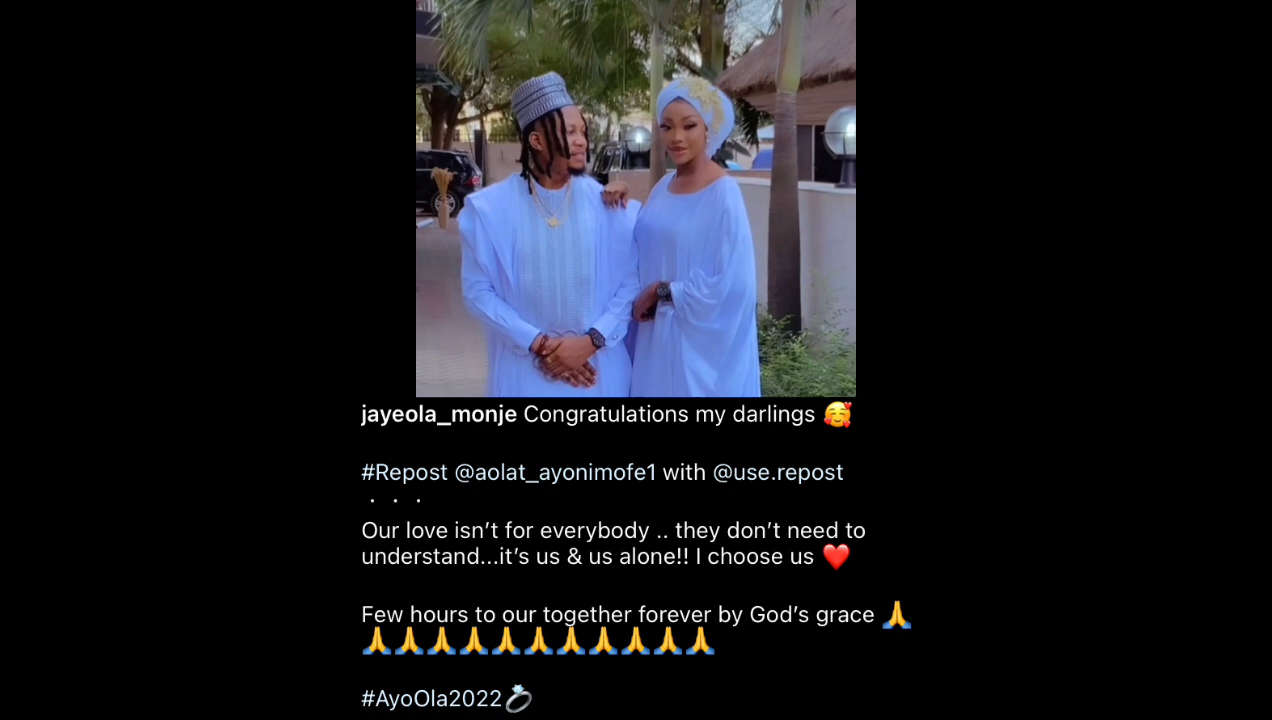 jayeola_monje Congratulations my darlings 🥰
#Repost @aolat_ayonimofe1 with @use.repost
・・・
Our love isn’t for everybody .. they don’t need to
understand...it’s us & us alone!! I choose us ❤️
Few hours to our together forever by God’s grace 🙏
🙏🙏🙏🙏🙏🙏🙏🙏🙏🙏🙏
#AyoOla2022💍